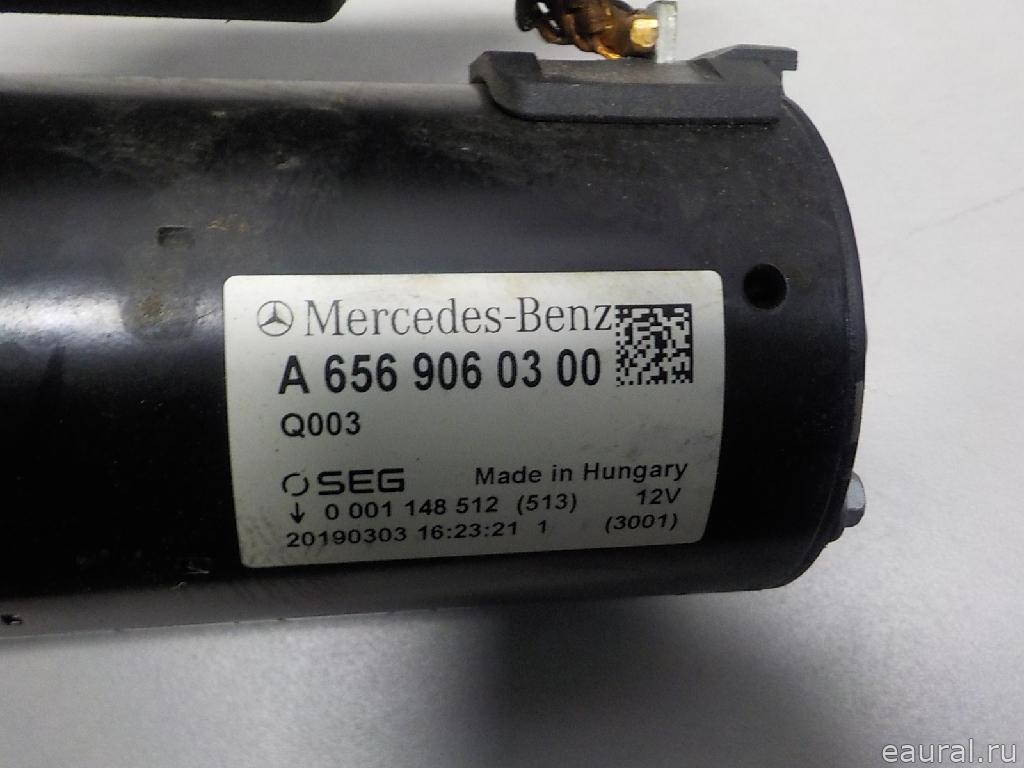 Mercedes-Benz
A 656 906 03 00
Q003
SEG Made in Hungary
↓ 0 001 148 512 (513) 12V
20190303 16:23:21 1 (3001)
eaural.ru